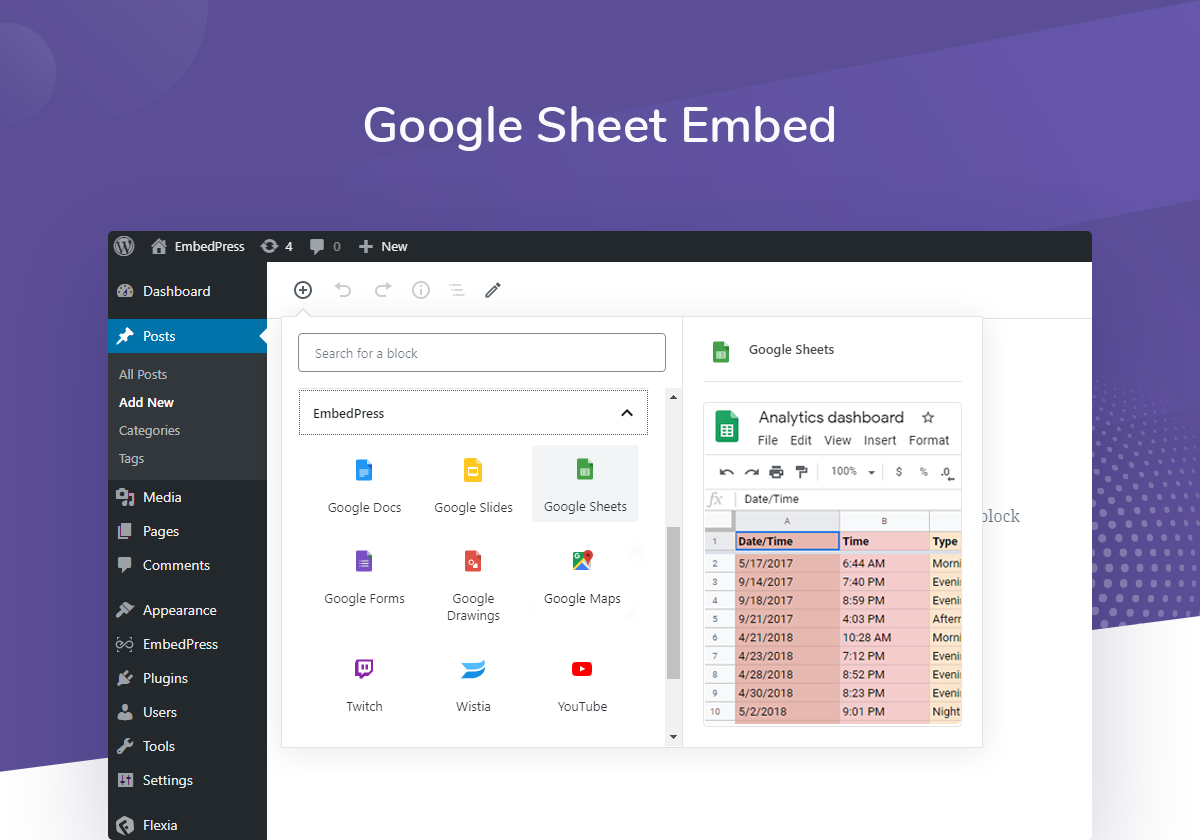 Google Sheet Embed
EmbedPress 4 0 New
Dashboard
Posts
All Posts
Add New
Categories
Tags
Media
Pages
Comments
Appearance
EmbedPress
Plugins
Users
Tools
Settings
Flexia
Search for a block
EmbedPress
Google Docs
Google Slides
Google Sheets
Google Forms
Google Drawings
Google Maps
Twitch
Wistia
YouTube
Google Sheets
Analytics dashboard
File Edit View Insert Format
100% $ % .0
fx Date/Time
A B
1 Date/Time Time Type
2 5/17/2017 6:44 AM Morni
3 9/14/2017 7:40 PM Evenin
4 9/18/2017 8:59 PM Evenin
5 9/21/2017 4:03 PM Aftern
6 4/21/2018 10:28 AM Morni
7 4/23/2018 7:12 PM Evenin
8 4/28/2018 8:52 PM Evenin
9 4/30/2018 8:23 PM Evenin
10 5/2/2018 9:01 PM Night
block